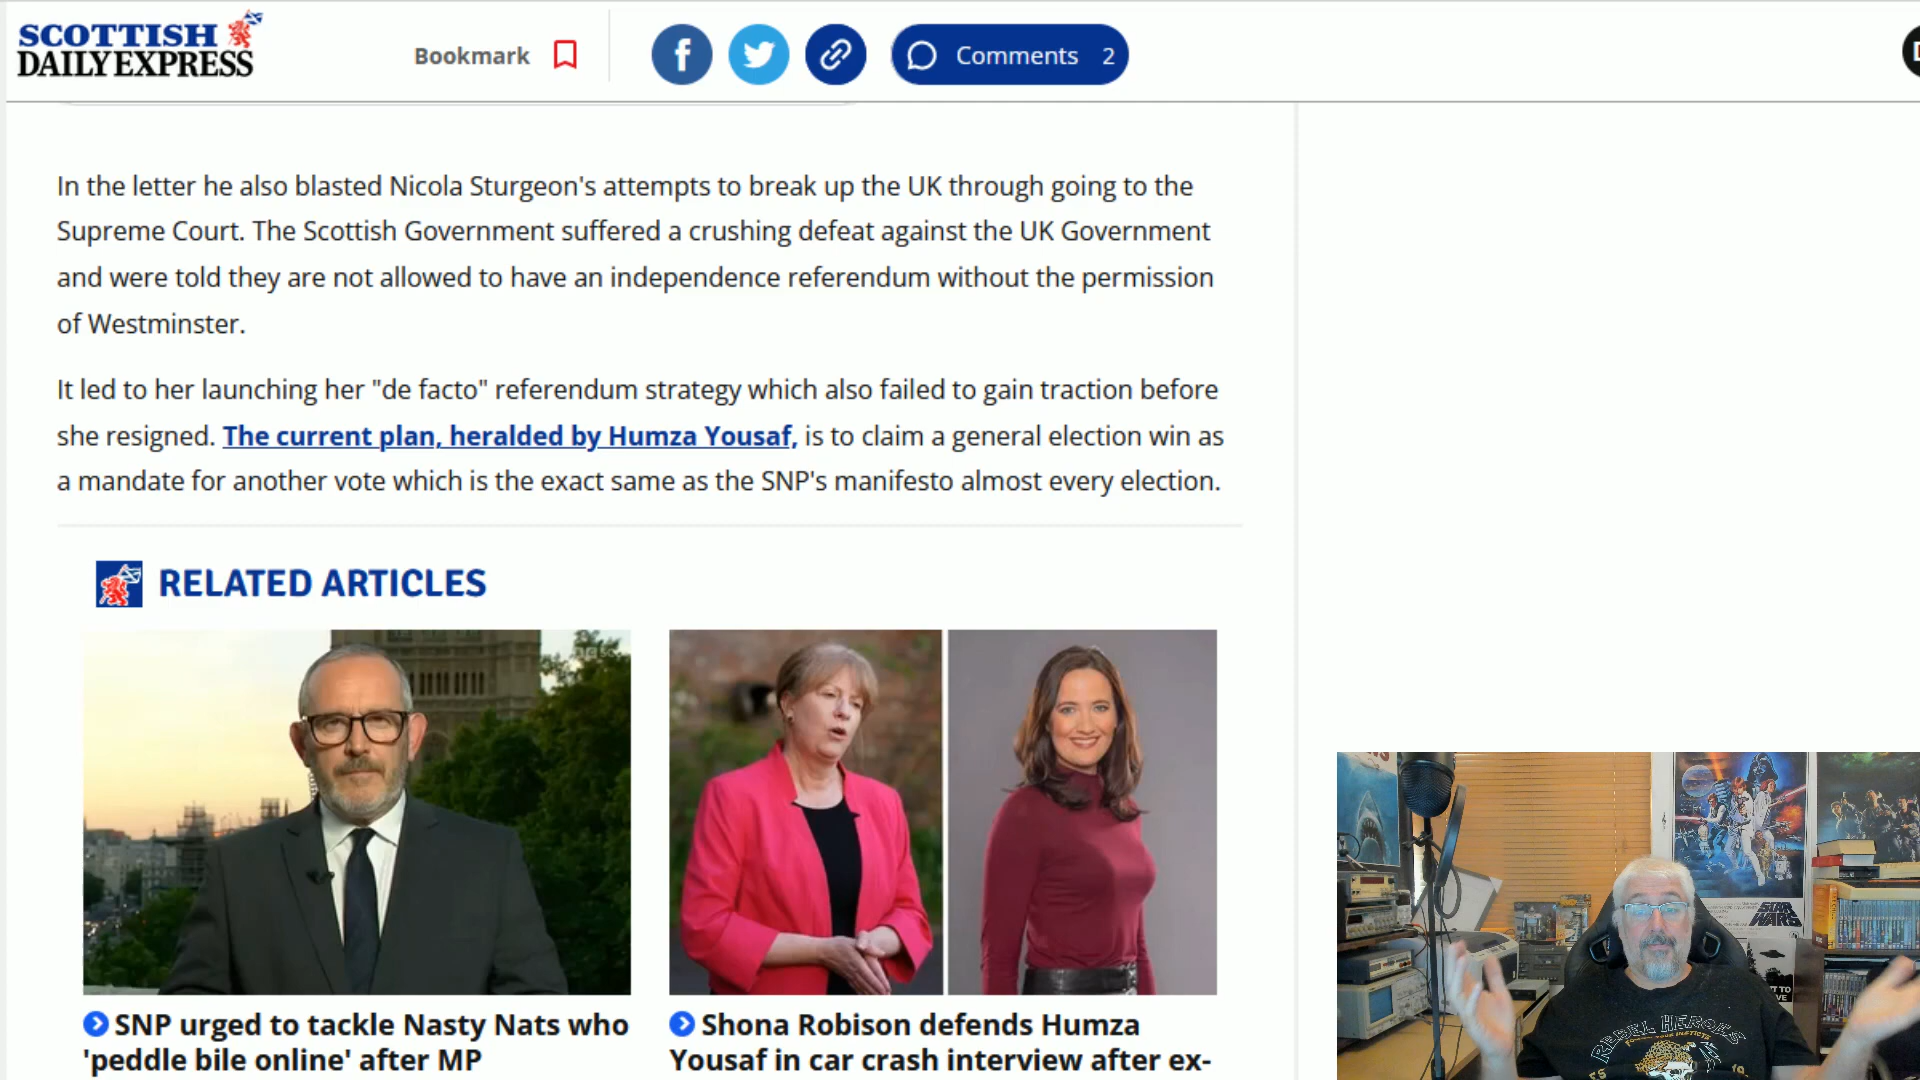 SCOTTISH
DAILY EXPRESS
Bookmark
Comments 2
In the letter he also blasted Nicola Sturgeon's attempts to break up the UK through going to the
Supreme Court. The Scottish Government suffered a crushing defeat against the UK Government
and were told they are not allowed to have an independence referendum without the permission
of Westminster.
It led to her launching her "de facto" referendum strategy which also failed to gain traction before
she resigned. The current plan, heralded by Humza Yousaf, is to claim a general election win as
a mandate for another vote which is the exact same as the SNP's manifesto almost every election.
RELATED ARTICLES
SNP urged to tackle Nasty Nats who
'peddle bile online' after MP
Shona Robison defends Humza
Yousaf in car crash interview after ex-
STAR
WARS
REBEL HEROES